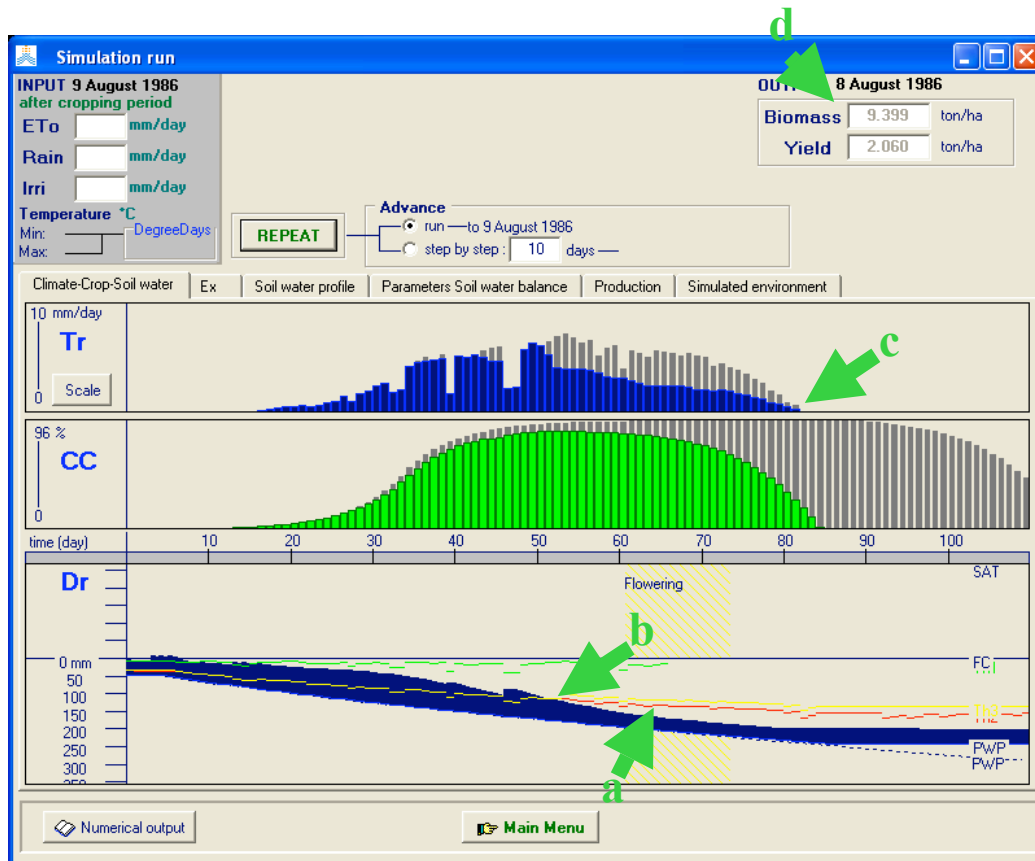 d
Simulation run
INPUT 9 August 1986
after cropping period
ETo mm/day
Rain mm/day
Irri mm/day
Temperature °C
Min: DegreeDays
Max:
8 August 1986
Biomass 9.399 ton/ha
Yield 2.060 ton/ha
REPEAT
Advance
run to 9 August 1986
step by step : 10 days
Climate-Crop-Soil water Ex Soil water profile Parameters Soil water balance Production Simulated environment
10 mm/day
Tr
Scale
0
c
96 %
CC
0
time (day) 10 20 30 40 50 60 70 80 90 100
Dr
SAT
Flowering
b
0 mm
FC
50
100
150
Th2
200
250
PWP
300
PWP
a
Numerical output Main Menu